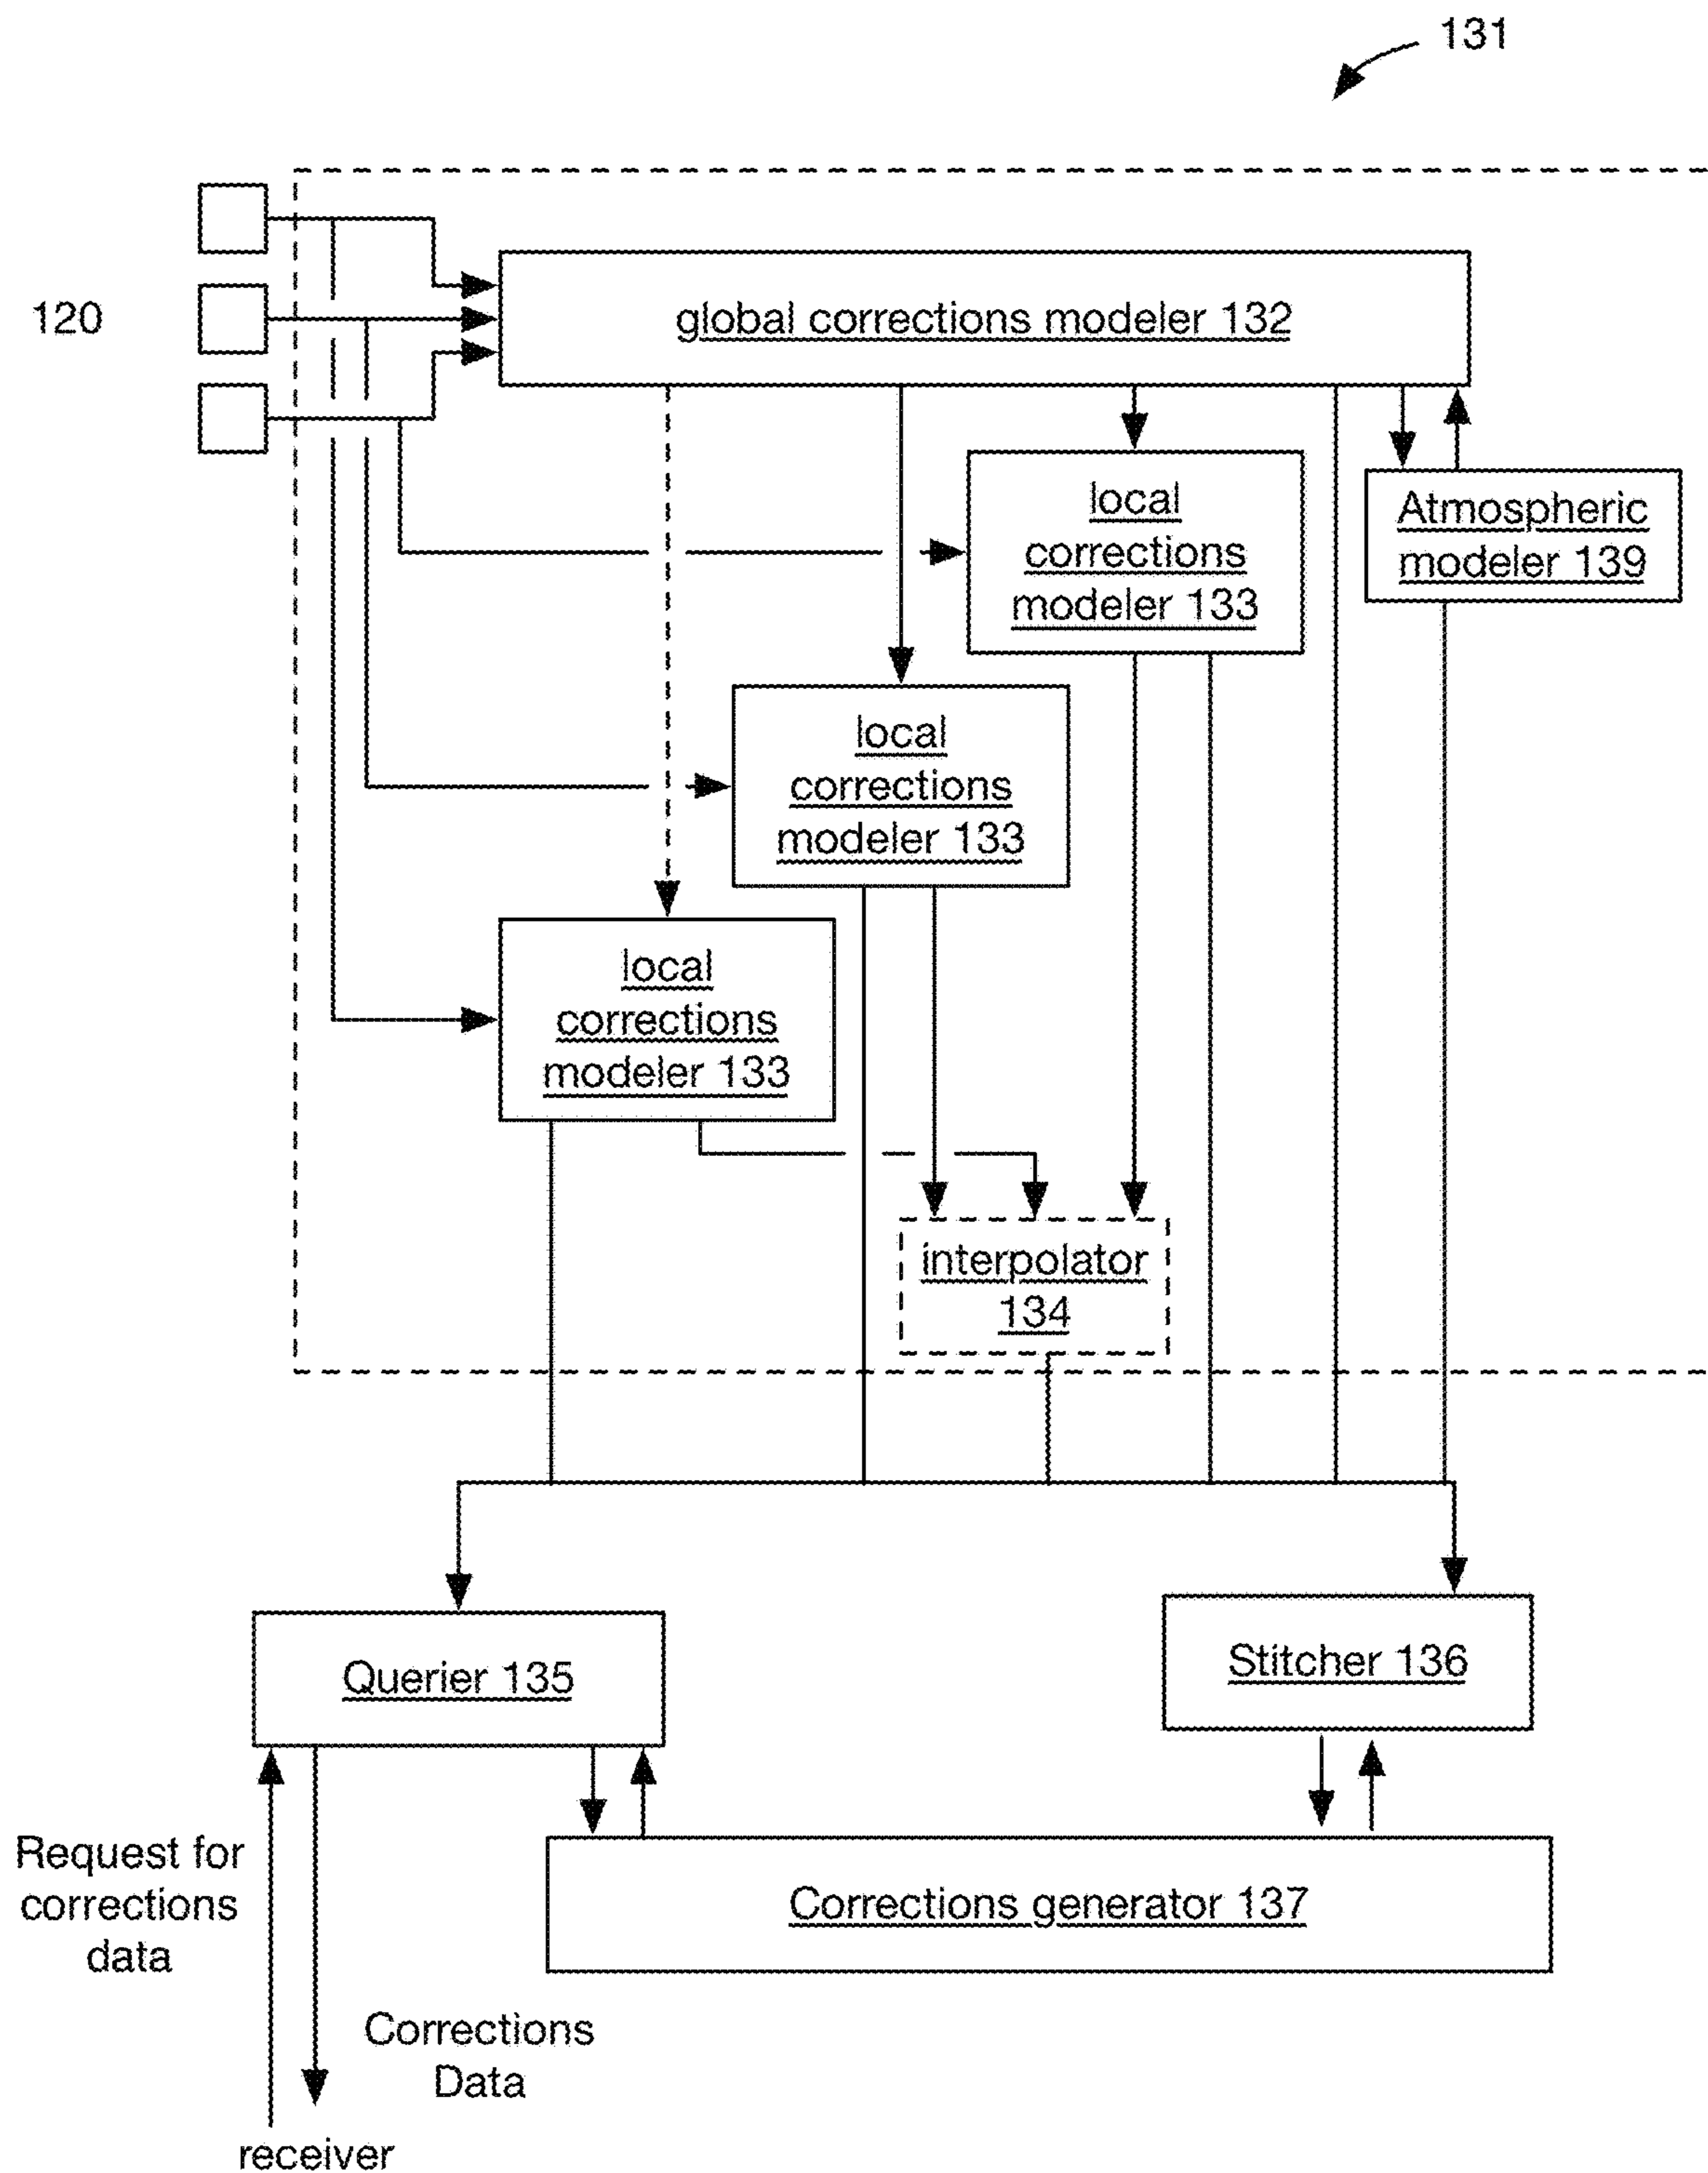 131
120
global corrections modeler 132
local
corrections
modeler 133
Atmospheric
modeler 139
local
corrections
modeler 133
local
corrections
modeler 133
interpolator
134
Querier 135
Stitcher 136
Request for
corrections
data
Corrections generator 137
Corrections
Data
receiver